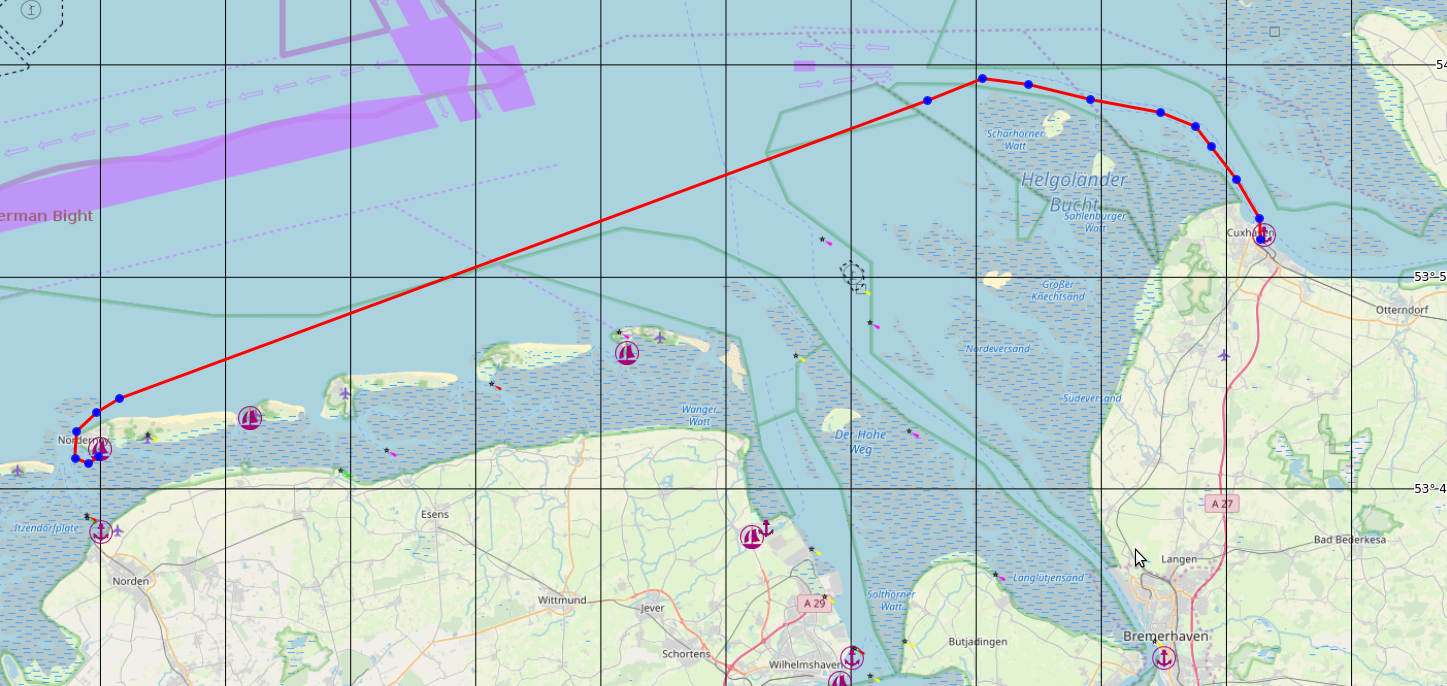 54
erman Bight
Scharhörner
Watt
Helgoländer
Bucht
Sahlenburger
Watt
Cuxhaven
53°-5
Großer
Knechtsand
Otterndorf
Nordeversand
Sudeversand
Wanger-
Watt
Norderney
Der Hohe
Weg
53°-4
Itzendorfplate
Esens
A 27
Bad Bederkesa
Norden
Langen
Langlütjensand
Wittmund
Jever
A 29
Solthörner
Watt
Bremerhaven
Butjadingen
Schortens
Wilhelmshaven